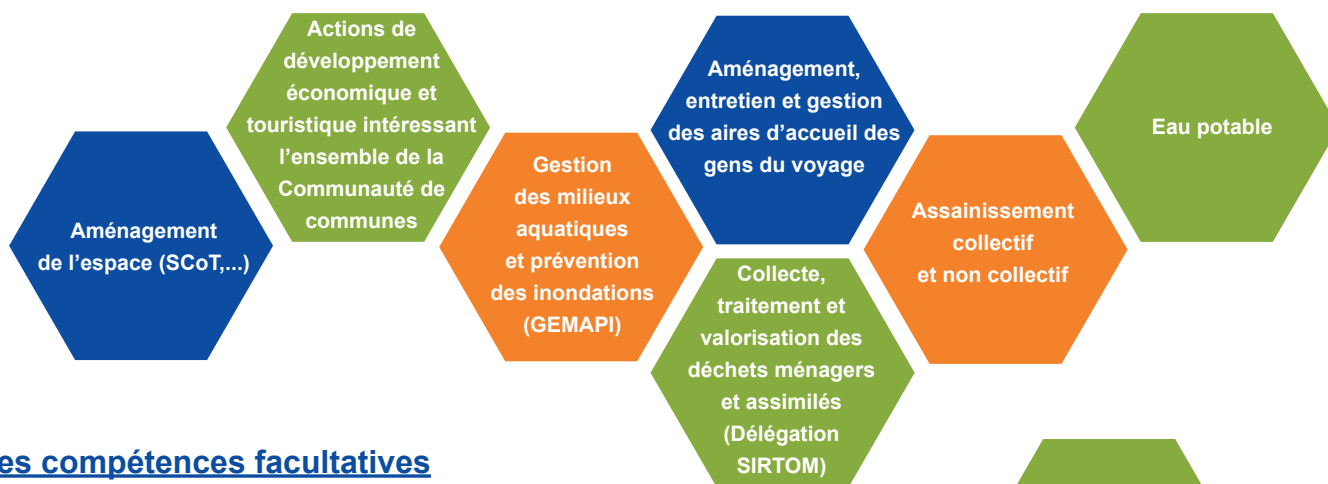 Actions de
développement
économique et
touristique intéressant
l'ensemble de la
Communauté de
communes
Aménagement,
entretien et gestion
des aires d'accueil des
gens du voyage
Eau potable
Aménagement
de l'espace (SCoT,...)
Gestion
des milieux
aquatiques
et prévention
des inondations
(GEMAPI)
Assainissement
collectif
et non collectif
Collecte,
traitement et
valorisation des
déchets ménagers
et assimilés
(Délégation
SIRTOM)
es compétences facultatives